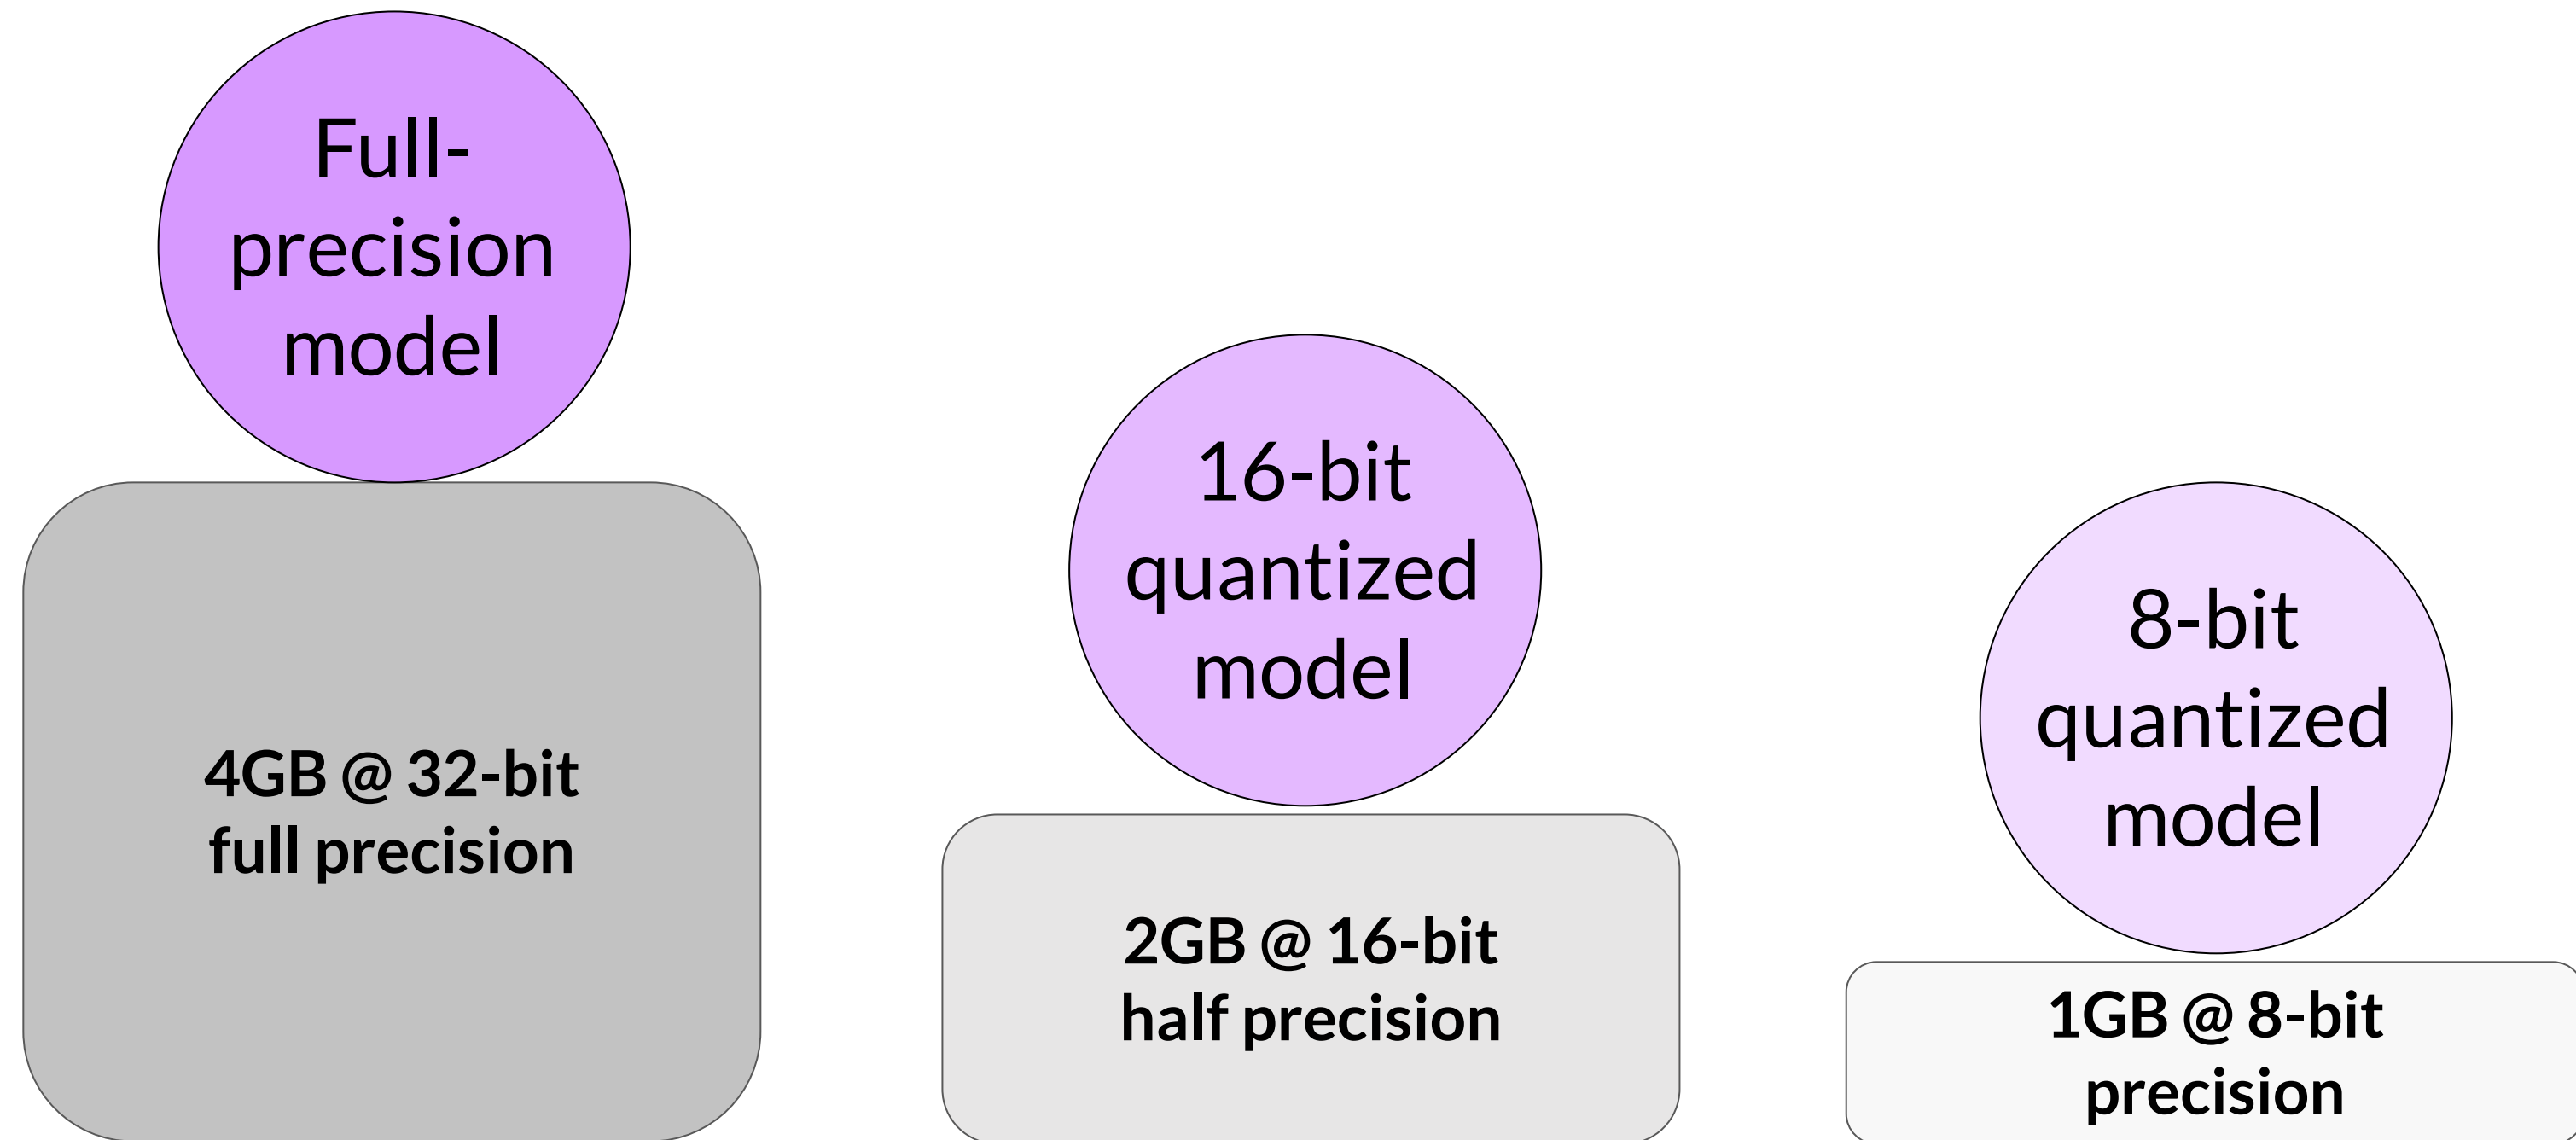 Full-
precision
model
4GB @ 32-bit
full precision
16-bit
quantized
model
2GB @ 16-bit
half precision
8-bit
quantized
model
1GB @ 8-bit
precision